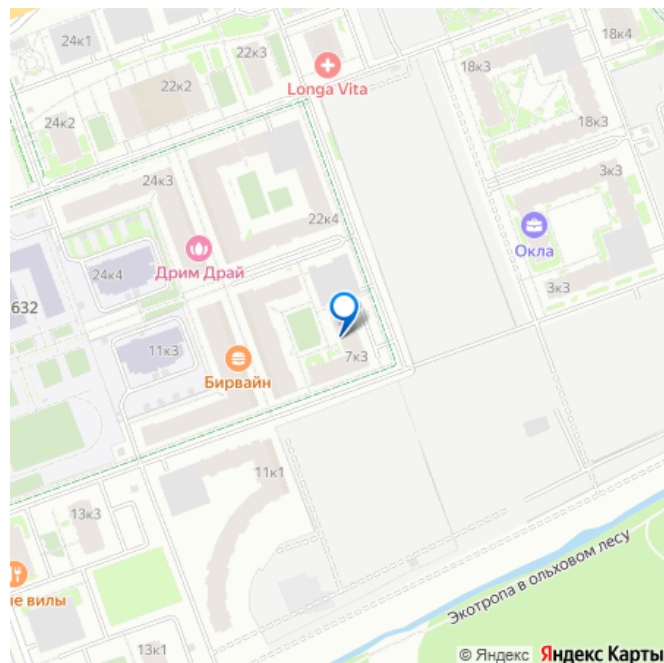 24к1
22к3
18к4
Longa Vita
18к3
22к2
24к2
18к3
24к3
3к3
22к4
Дрим Драй
Окла
24к4
3к3
632
11к3
7к3
Бирвайн
11к1
13к3
ые вилы
Экотропа в ольховом лесу
13к1
© Яндекс Яндекс Карты